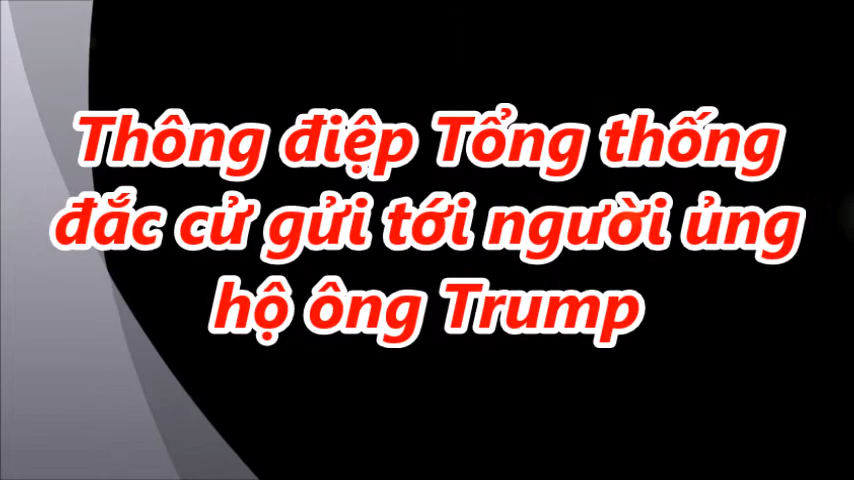 Thông điệp Tổng thống
đắc cử gửi tới người ủng
hộ ông Trump